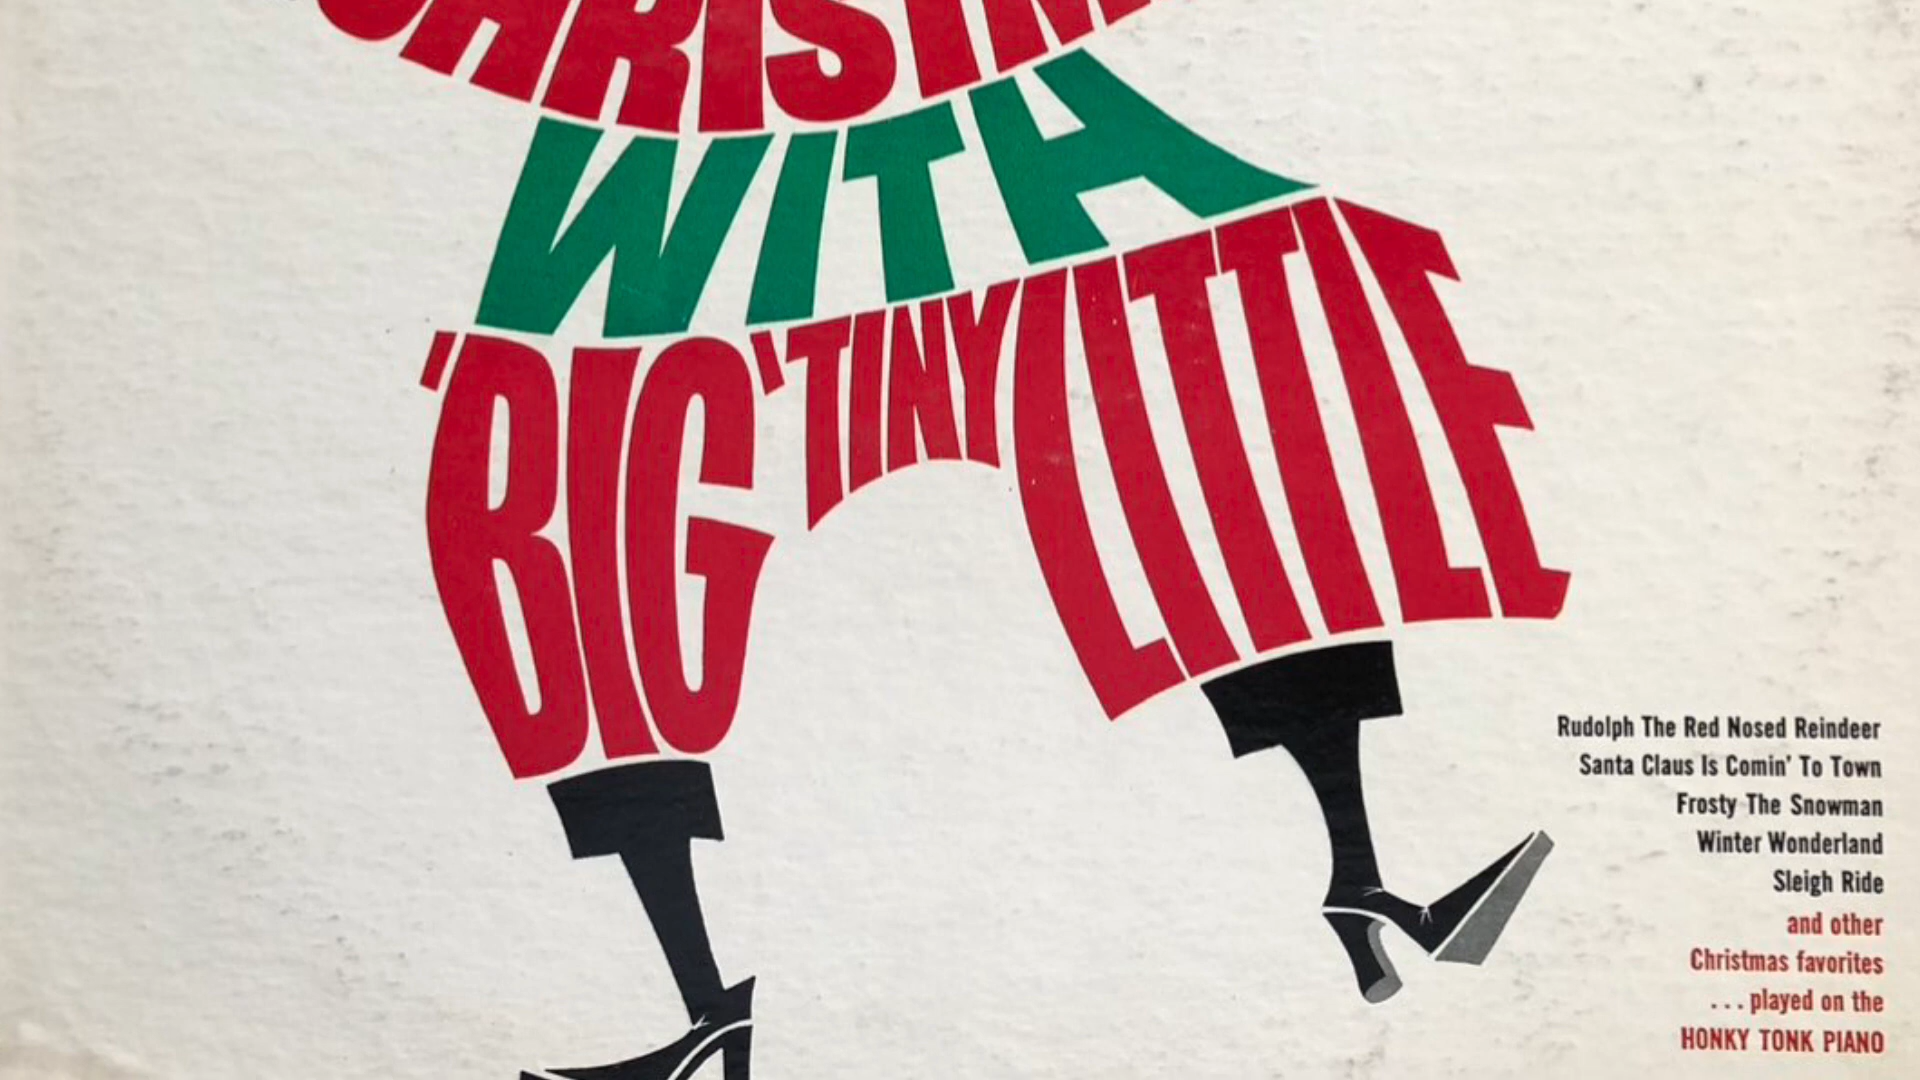 CHRISTM
WITH
'BIG' TINY LITTLE
Rudolph The Red Nosed Reindeer
Santa Claus Is Comin' To Town
Frosty The Snowman
Winter Wonderland
Sleigh Ride
and other
Christmas favorites
...played on the
HONKY TONK PIANO